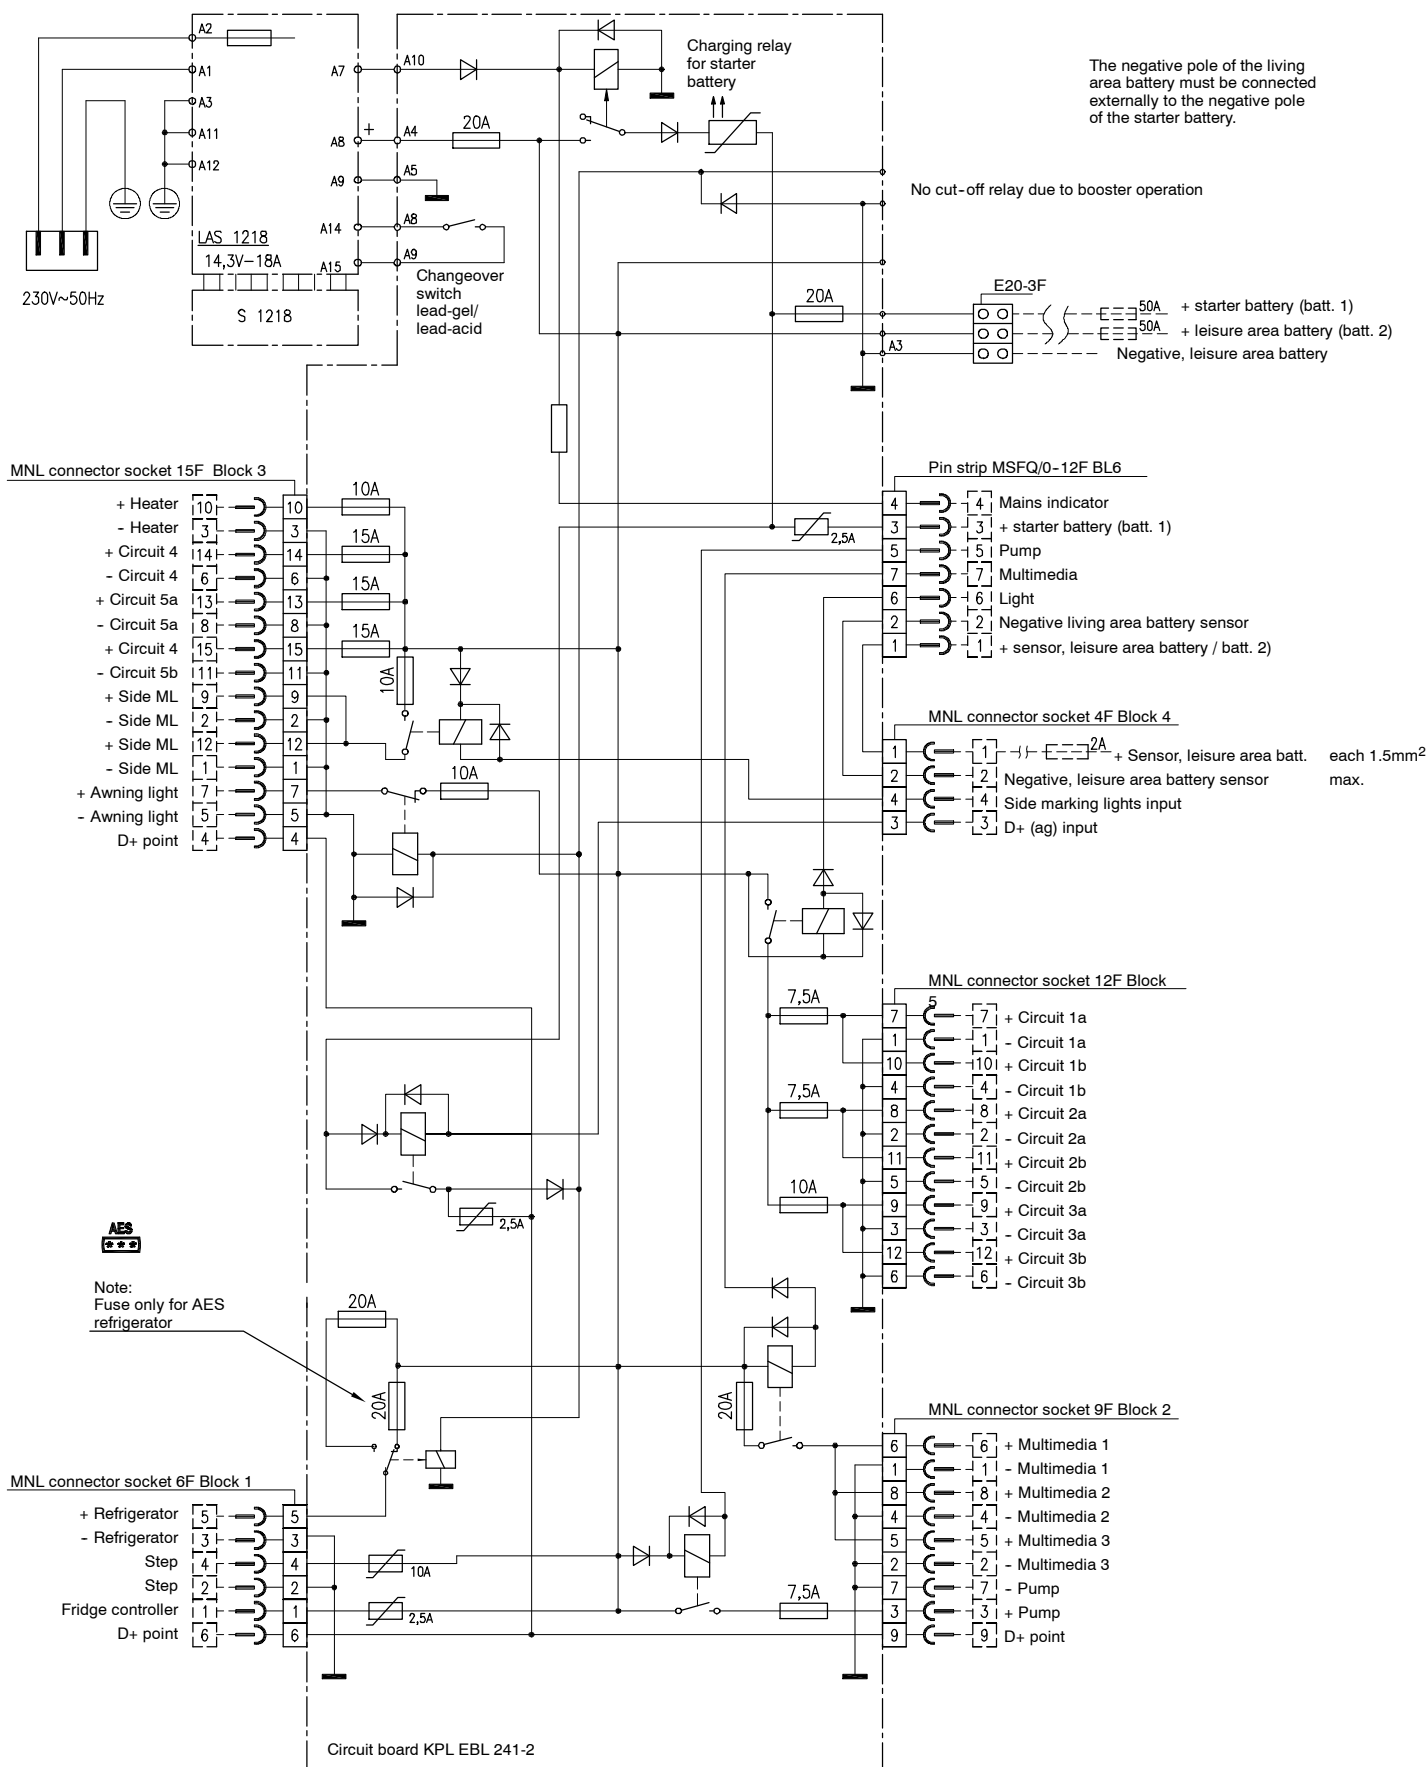 A2
A1
A3
A11
A12
A7
A8
A9
A14
A15
+
A10
A4
A5
A8
A9
20A
LAS 1218
14,3V-18A
S 1218
230V~50Hz
Changeover
switch
lead-gel/
lead-acid
Charging relay
for starter
battery
The negative pole of the living
area battery must be connected
externally to the negative pole
of the starter battery.
No cut-off relay due to booster operation
20A
A3
E20-3F
50A + starter battery (batt. 1)
50A + leisure area battery (batt. 2)
Negative, leisure area battery
MNL connector socket 15F Block 3
+ Heater 10 10 10A
- Heater 3 3
+ Circuit 4 14 14 15A
- Circuit 4 6 6
+ Circuit 5a 13 13 15A
- Circuit 5a 8 8
+ Circuit 4 15 15 15A
- Circuit 5b 11 11
+ Side ML 9 9
- Side ML 2 2
+ Side ML 12 12
- Side ML 1 1
+ Awning light 7 7
- Awning light 5 5
D+ point 4 4
10A
10A
Pin strip MSFQ/0-12F BL6
4 4 Mains indicator
2,5A 3 3 + starter battery (batt. 1)
5 5 Pump
7 7 Multimedia
6 6 Light
2 2 Negative living area battery sensor
1 1 + sensor, leisure area battery / batt. 2)
MNL connector socket 4F Block 4
1 1 2A + Sensor, leisure area batt. each 1.5mm2
2 2 Negative, leisure area battery sensor max.
4 4 Side marking lights input
3 3 D+ (ag) input
MNL connector socket 12F Block
5
7,5A 7 7 + Circuit 1a
1 1 - Circuit 1a
10 10 + Circuit 1b
4 4 - Circuit 1b
7,5A 8 8 + Circuit 2a
2 2 - Circuit 2a
11 11 + Circuit 2b
5 5 - Circuit 2b
10A 9 9 + Circuit 3a
3 3 - Circuit 3a
12 12 + Circuit 3b
6 6 - Circuit 3b
2,5A
AES
***
Note:
Fuse only for AES
refrigerator
20A
20A
20A
MNL connector socket 6F Block 1
+ Refrigerator 5 5
- Refrigerator 3 3
Step 4 4 10A
Step 2 2
Fridge controller 1 1 2,5A
D+ point 6 6
MNL connector socket 9F Block 2
6 6 + Multimedia 1
1 1 - Multimedia 1
8 8 + Multimedia 2
4 4 - Multimedia 2
5 5 + Multimedia 3
2 2 - Multimedia 3
7 7 - Pump
7,5A 3 3 + Pump
9 9 D+ point
Circuit board KPL EBL 241-2